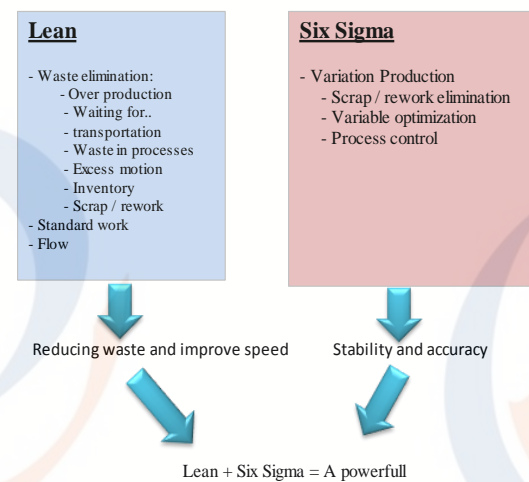 Lean
- Waste elimination:
- Over production
- Waiting for..
- transportation
- Waste in processes
- Excess motion
- Inventory
- Scrap / rework
- Standard work
- Flow
Six Sigma
- Variation Production
- Scrap / rework elimination
- Variable optimization
- Process control
Reducing waste and improve speed
Stability and accuracy
Lean + Six Sigma = A powerfull